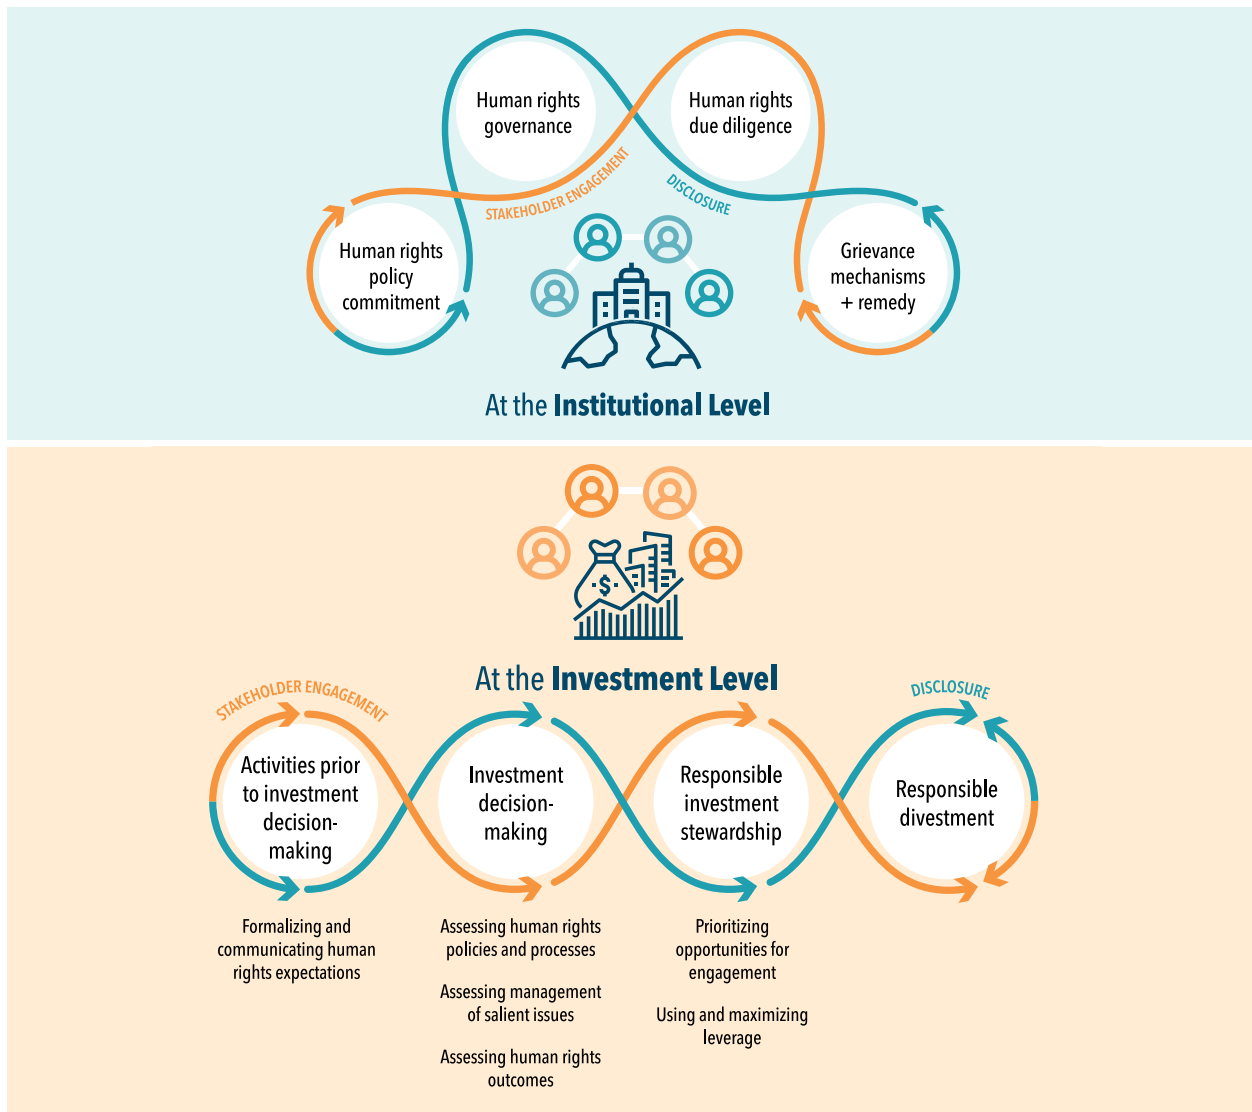 Human rights
governance
Human rights
due diligence
STAKEHOLDER ENGAGEMENT
DISCLOSURE
Human rights
policy
commitment
Grievance
mechanisms
+ remedy
At the Institutional Level
$
At the Investment Level
STAKEHOLDER ENGAGEMENT
DISCLOSURE
Activities prior
to investment
decision-
making
Investment
decision-
making
Responsible
investment
stewardship
Responsible
divestment
Formalizing and
communicating human
rights expectations
Assessing human rights
policies and processes
Assessing management
of salient issues
Assessing human rights
outcomes
Prioritizing
opportunities for
engagement
Using and maximizing
leverage